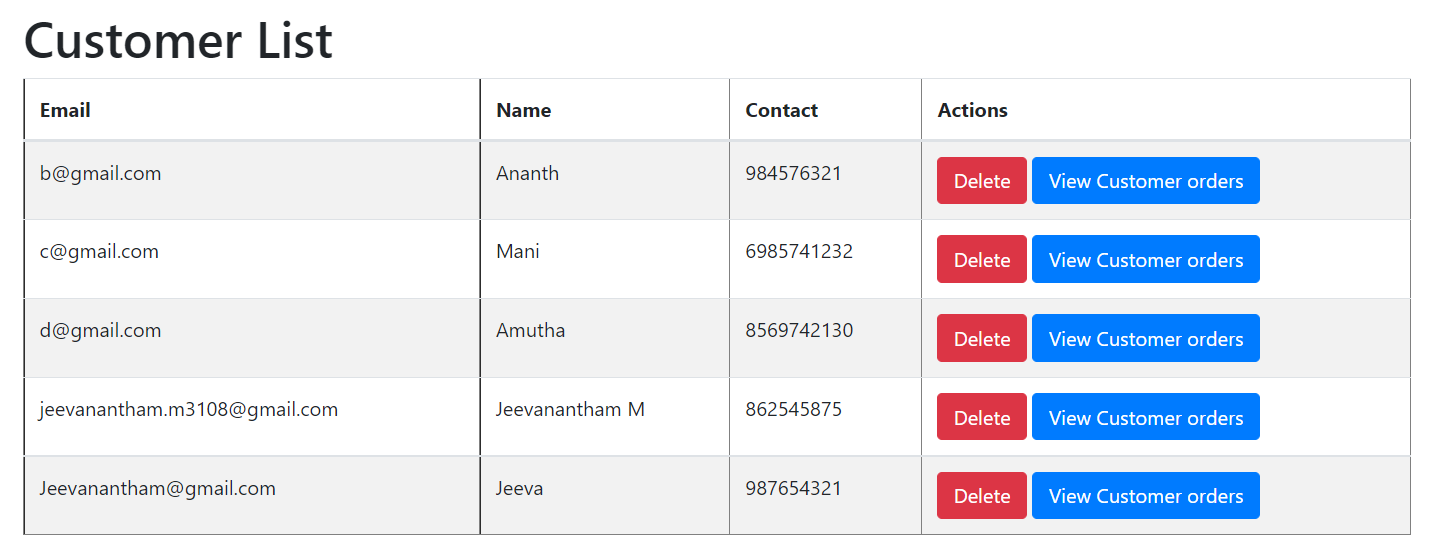 Customer List
Email Name Contact Actions
b@gmail.com Ananth 984576321 Delete View Customer orders
c@gmail.com Mani 6985741232 Delete View Customer orders
d@gmail.com Amutha 8569742130 Delete View Customer orders
jeevanantham.m3108@gmail.com Jeevanantham M 862545875 Delete View Customer orders
Jeevanantham@gmail.com Jeeva 987654321 Delete View Customer orders